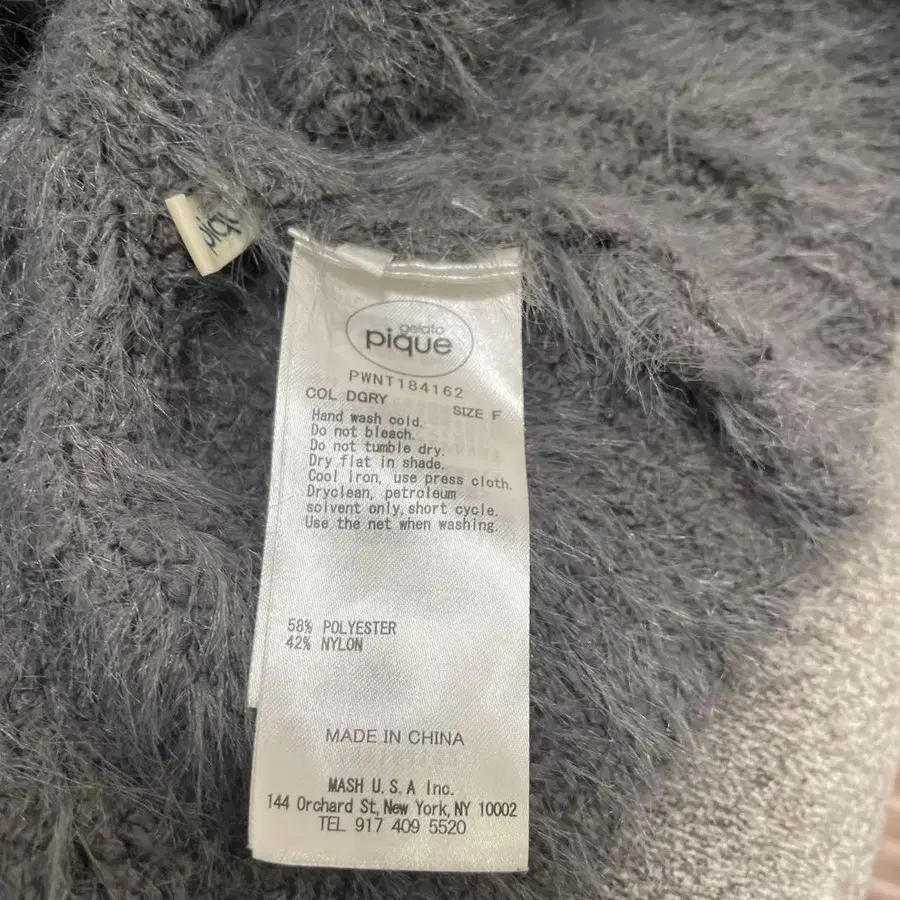 piq
gelato
pique
PWNT184162
COL DGRY
SIZE F
Hand wash cold.
Do not bleach.
Do not tumble dry.
Dry flat in shade.
Cool iron, use press cloth.
Dryclean, petroleum
solvent only, short cycle.
Use the net when washing.
58% POLYESTER
42% NYLON
MADE IN CHINA
MASH U.S.A Inc.
144 Orchard St, New York, NY 10002
TEL 917 409 5520